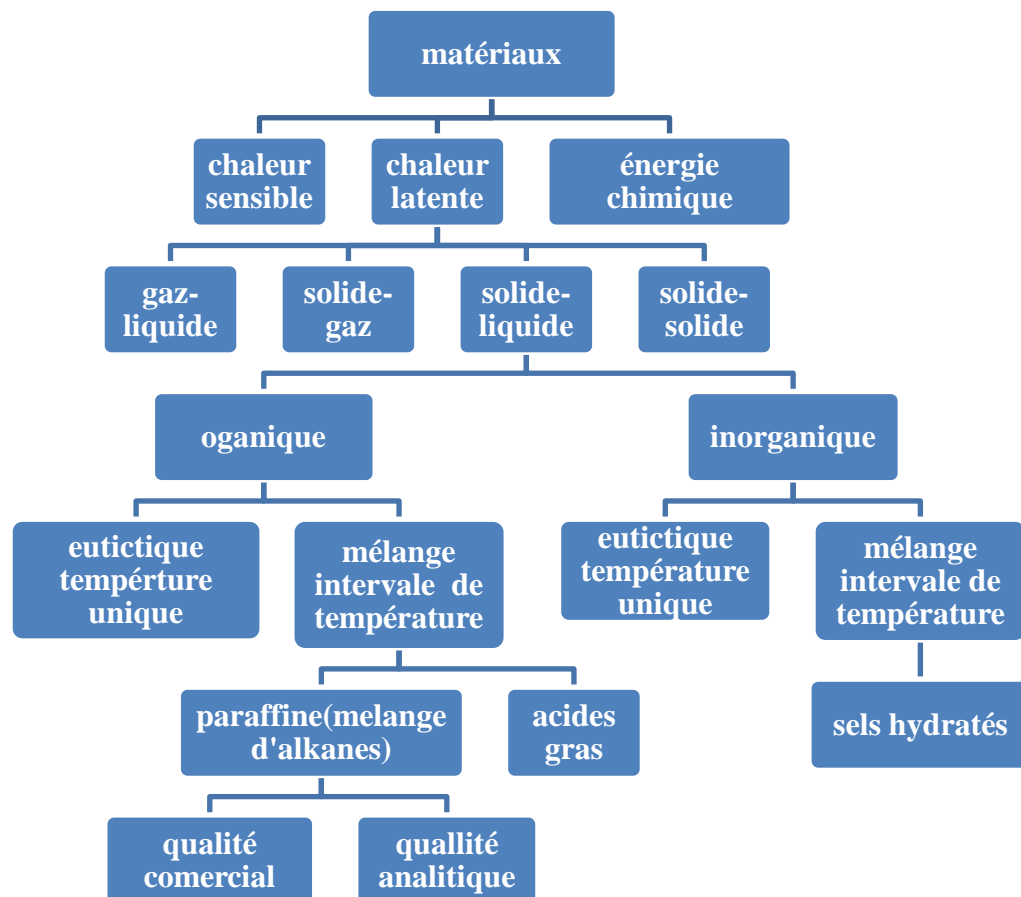 matériaux
chaleur
sensible
chaleur
latente
énergie
chimique
gaz-
liquide
solide-
gaz
solide-
liquide
solide-
solide
oganique
inorganique
eutictique
tempérture
unique
mélange
intervale de
température
eutictique
température
unique
mélange
intervale de
température
paraffine(melange
d'alkanes)
acides
gras
sels hydratés
qualité
comercial
quallité
analitique